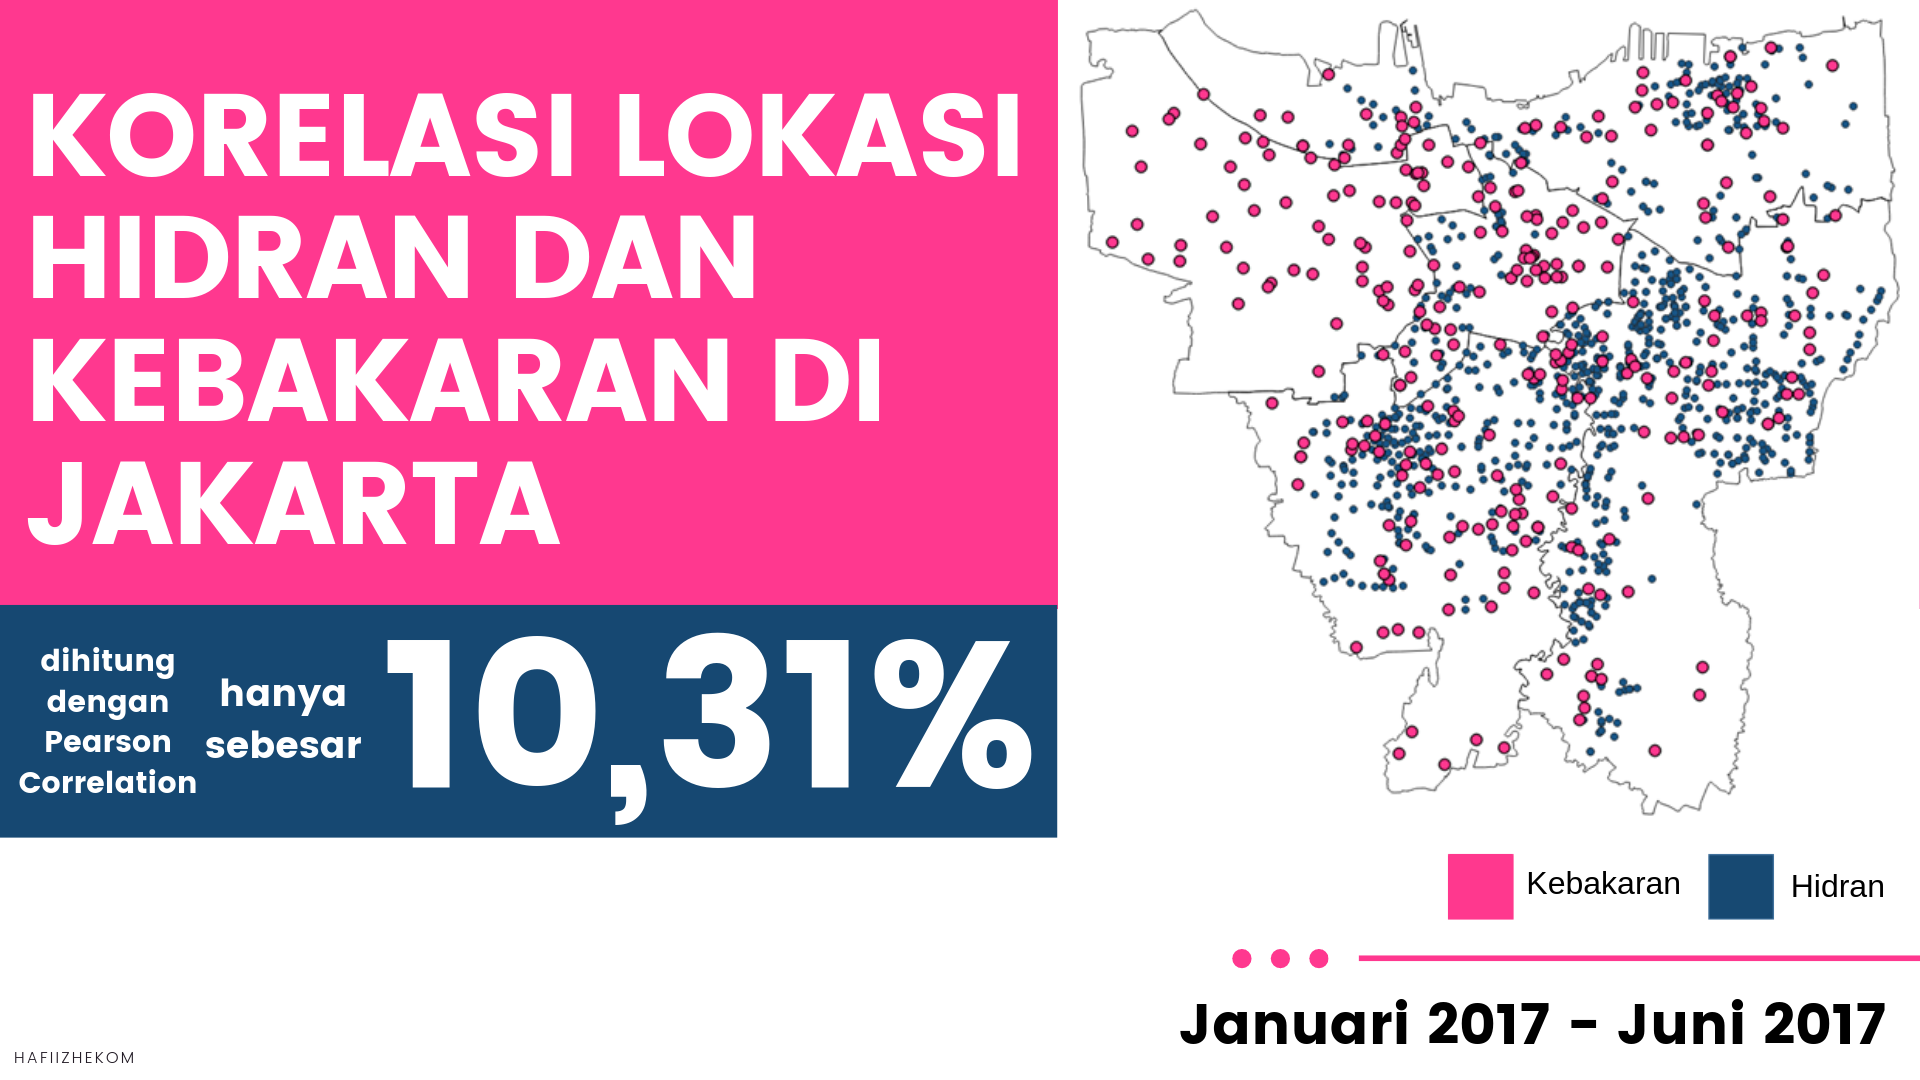 KORELASI LOKASI
HIDRAN DAN
KEBAKARAN DI
JAKARTA
dihitung
dengan
Pearson
Correlation
hanya
sebesar
10,31%
Kebakaran
Hidran
Januari 2017 - Juni 2017
HAFIIZHEKOM